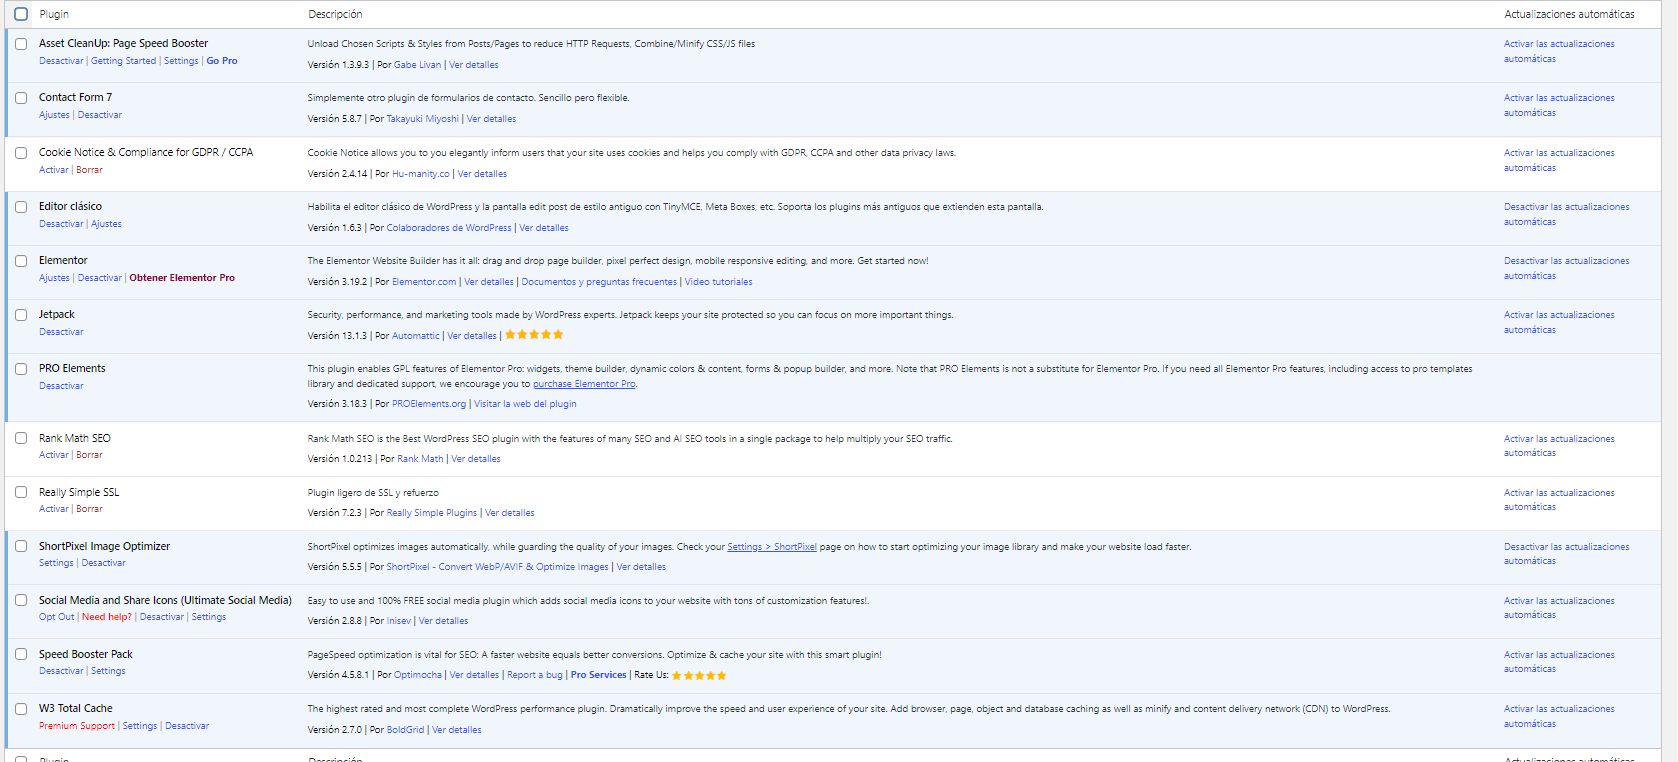 Plugin Descripción Actualizaciones automáticas
Asset CleanUp: Page Speed Booster
Desactivar | Getting Started | Settings | Go Pro
Unload Chosen Scripts & Styles from Posts/Pages to reduce HTTP Requests, Combine/Minify CSS/JS files
Versión 1.3.9.3 | Por Gabe Livan | Ver detalles
Activar las actualizaciones
automáticas
Contact Form 7
Ajustes | Desactivar
Simplemente otro plugin de formularios de contacto. Sencillo pero flexible.
Versión 5.8.7 | Por Takayuki Miyoshi | Ver detalles
Activar las actualizaciones
automáticas
Cookie Notice & Compliance for GDPR / CCPA
Activar | Borrar
Cookie Notice allows you to you elegantly inform users that your site uses cookies and helps you comply with GDPR, CCPA and other data privacy laws.
Versión 2.4.14 | Por Hu-manity.co | Ver detalles
Activar las actualizaciones
automáticas
Editor clásico
Desactivar | Ajustes
Habilita el editor clásico de WordPress y la pantalla edit post de estilo antiguo con TinyMCE, Meta Boxes, etc. Soporta los plugins más antiguos que extienden esta pantalla.
Versión 1.6.3 | Por Colaboradores de WordPress | Ver detalles
Desactivar las actualizaciones
automáticas
Elementor
Ajustes | Desactivar | Obtener Elementor Pro
The Elementor Website Builder has it all: drag and drop page builder, pixel perfect design, mobile responsive editing, and more. Get started now!
Versión 3.19.2 | Por Elementor.com | Ver detalles | Documentos y preguntas frecuentes | Video tutoriales
Desactivar las actualizaciones
automáticas
Jetpack
Desactivar
Security, performance, and marketing tools made by WordPress experts. Jetpack keeps your site protected so you can focus on more important things.
Versión 13.1.3 | Por Automattic | Ver detalles | ★★★★★
Activar las actualizaciones
automáticas
PRO Elements
Desactivar
This plugin enables GPL features of Elementor Pro: widgets, theme builder, dynamic colors & content, forms & popup builder, and more. Note that PRO Elements is not a substitute for Elementor Pro. If you need all Elementor Pro features, including access to pro templates
library and dedicated support, we encourage you to purchase Elementor Pro.
Versión 3.18.3 | Por PROElements.org | Visitar la web del plugin
Rank Math SEO
Activar | Borrar
Rank Math SEO is the Best WordPress SEO plugin with the features of many SEO and AI SEO tools in a single package to help multiply your SEO traffic.
Versión 1.0.213 | Por Rank Math | Ver detalles
Activar las actualizaciones
automáticas
Really Simple SSL
Activar | Borrar
Plugin ligero de SSL y refuerzo
Versión 7.2.3 | Por Really Simple Plugins | Ver detalles
Activar las actualizaciones
automáticas
ShortPixel Image Optimizer
Settings | Desactivar
ShortPixel optimizes images automatically, while guarding the quality of your images. Check your Settings > ShortPixel page on how to start optimizing your image library and make your website load faster.
Versión 5.5.5 | Por ShortPixel - Convert WebP/AVIF & Optimize Images | Ver detalles
Desactivar las actualizaciones
automáticas
Social Media and Share Icons (Ultimate Social Media)
Opt Out | Need help? | Desactivar | Settings
Easy to use and 100% FREE social media plugin which adds social media icons to your website with tons of customization features!.
Versión 2.8.8 | Por Inisev | Ver detalles
Activar las actualizaciones
automáticas
Speed Booster Pack
Desactivar | Settings
PageSpeed optimization is vital for SEO: A faster website equals better conversions. Optimize & cache your site with this smart plugin!
Versión 4.5.8.1 | Por Optimocha | Ver detalles | Report a bug | Pro Services | Rate Us: ★★★★★
Activar las actualizaciones
automáticas
W3 Total Cache
Premium Support | Settings | Desactivar
The highest rated and most complete WordPress performance plugin. Dramatically improve the speed and user experience of your site. Add browser, page, object and database caching as well as minify and content delivery network (CDN) to WordPress.
Versión 2.7.0 | Por BoldGrid | Ver detalles
Activar las actualizaciones
automáticas
Plugin Descripción Actualizaciones automáticas